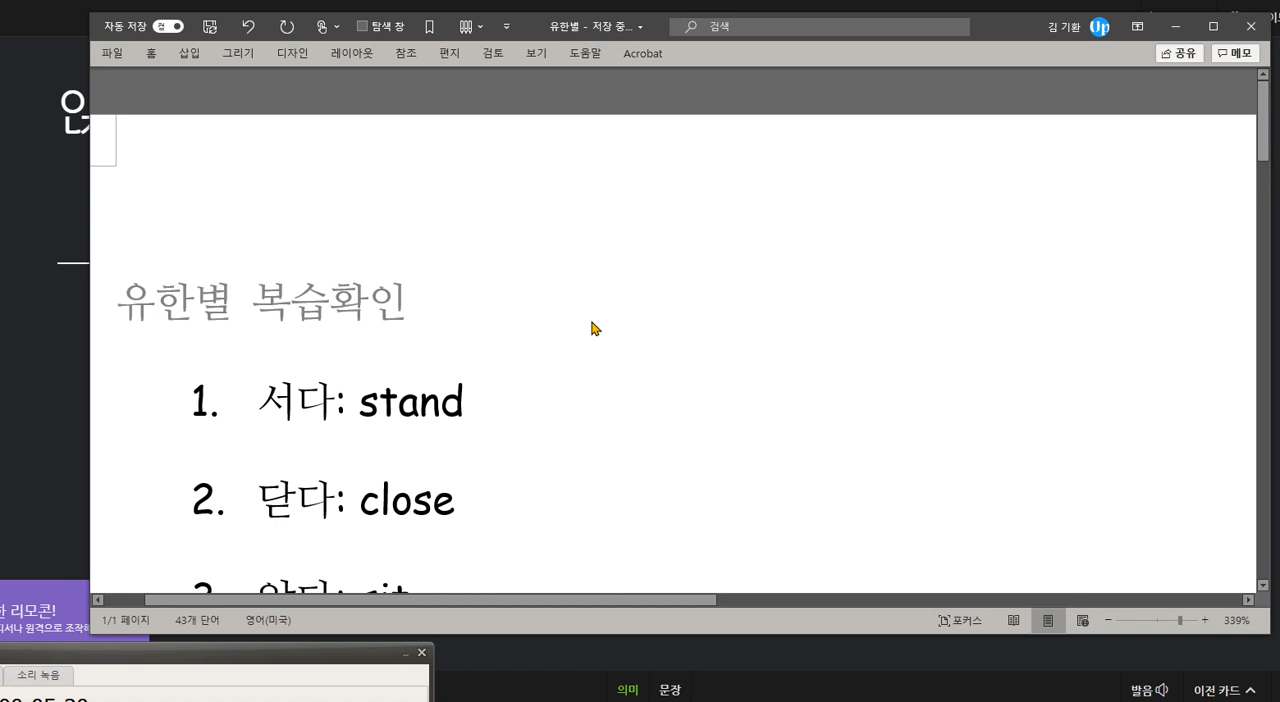 자동 저장 컴 탐색 창 유한별 - 저장 중... 검색 김 기환 Up
파일 홈 삽입 그리기 디자인 레이아웃 참조 편지 검토 보기 도움말 Acrobat 공유 메모
유한별 복습확인
1. 서다: stand
2. 닫다: close
한 리모콘!
1/1 페이지 43개 단어 영어(미국) 포커스 339%
소리 녹음
의미 문장 발음 이전 카드